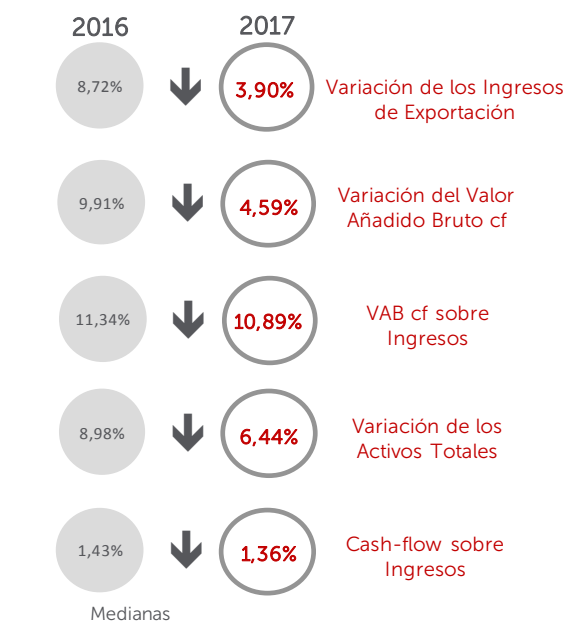 2016
2017
8,72%
3,90%
Variación de los Ingresos
de Exportación
9,91%
4,59%
Variación del Valor
Añadido Bruto cf
11,34%
10,89%
VAB cf sobre
Ingresos
8,98%
6,44%
Variación de los
Activos Totales
1,43%
1,36%
Cash-flow sobre
Ingresos
Medianas